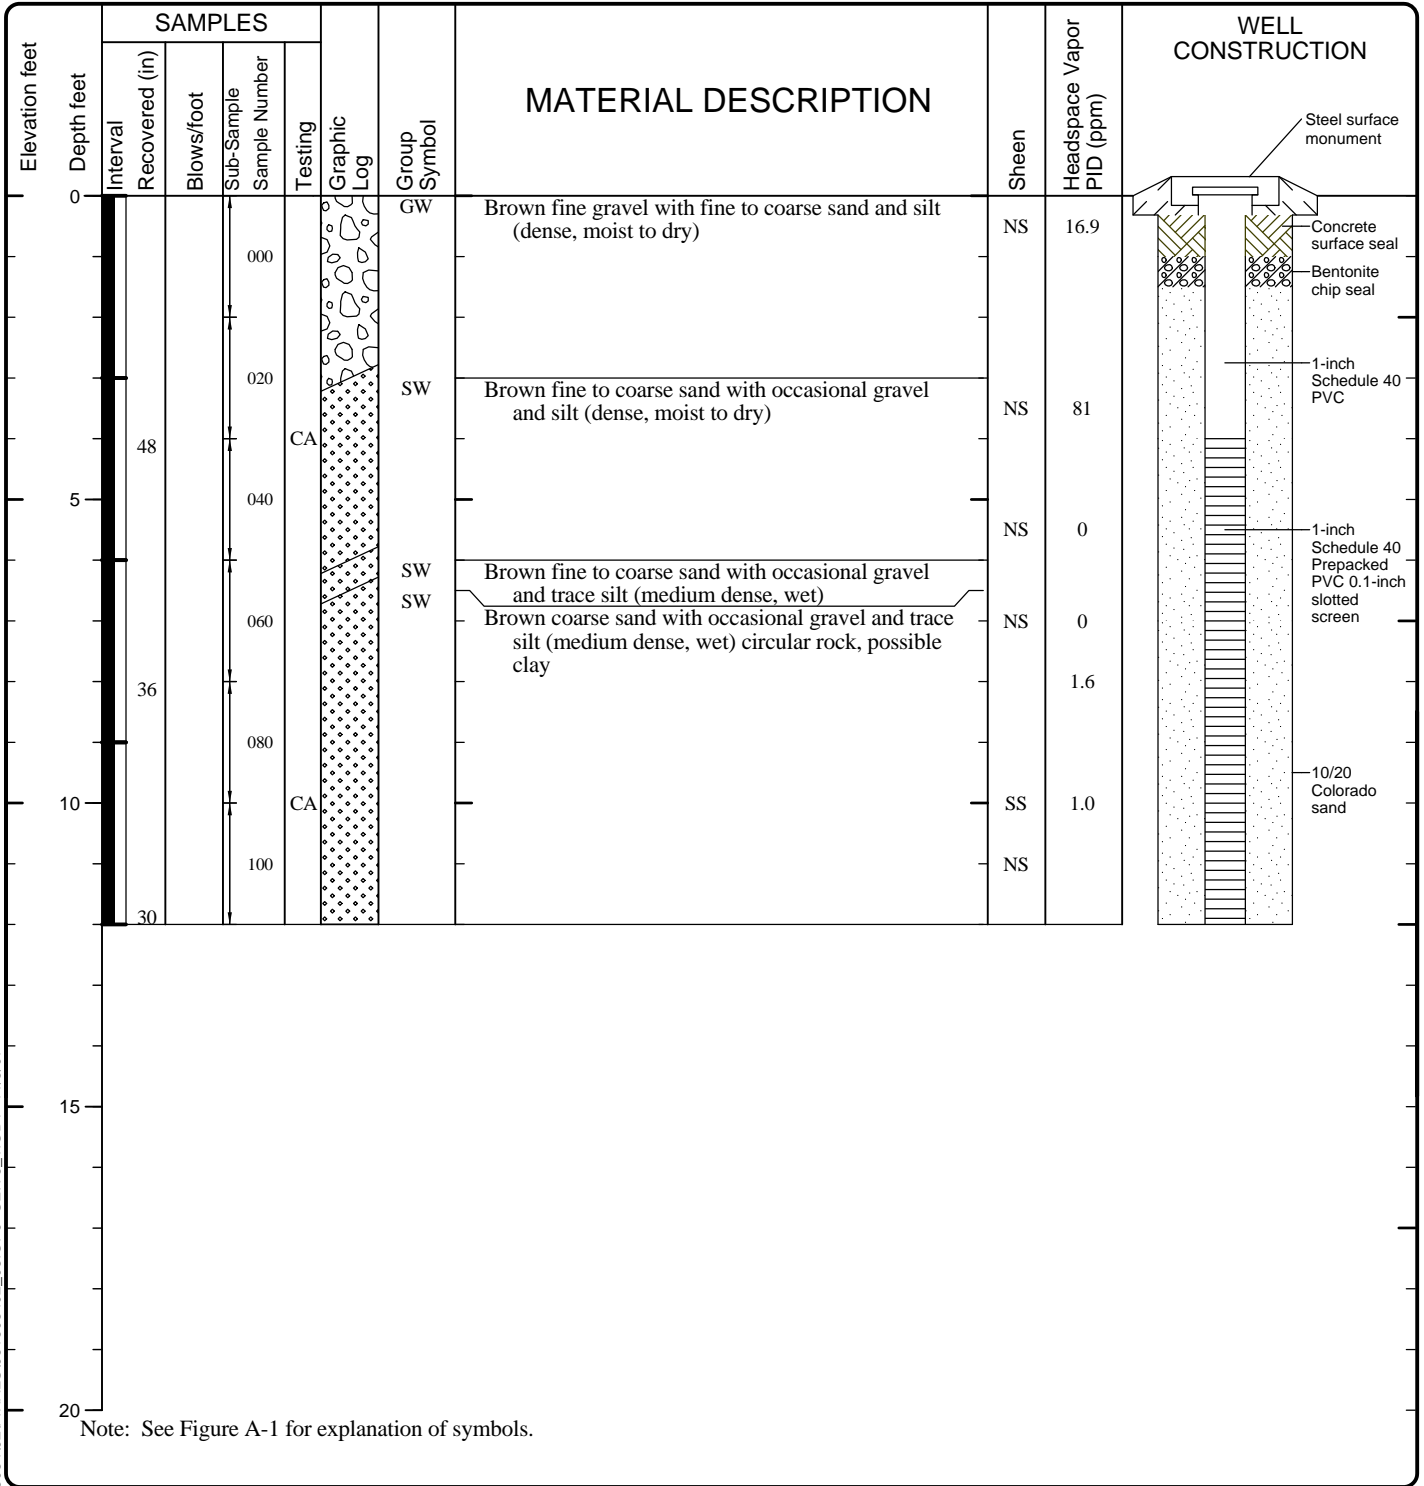 SAMPLES
Elevation feet
Depth feet
Interval
Recovered (in)
Blows/foot
Sub-Sample
Sample Number
Testing
Graphic
Log
Group
Symbol
MATERIAL DESCRIPTION
Sheen
Headspace Vapor
PID (ppm)
WELL
CONSTRUCTION
Steel surface
monument
0
GW
Brown fine gravel with fine to coarse sand and silt
(dense, moist to dry)
NS
16.9
Concrete
surface seal
000
Bentonite
chip seal
1-inch
Schedule 40
PVC
020
SW
Brown fine to coarse sand with occasional gravel
and silt (dense, moist to dry)
NS
81
48
CA
5
040
NS
0
1-inch
Schedule 40
Prepacked
PVC 0.1-inch
slotted
screen
SW
Brown fine to coarse sand with occasional gravel
and trace silt (medium dense, wet)
SW
Brown coarse sand with occasional gravel and trace
silt (medium dense, wet) circular rock, possible
clay
060
NS
0
36
1.6
080
10
CA
SS
1.0
10/20
Colorado
sand
100
NS
30
15
20
Note: See Figure A-1 for explanation of symbols.